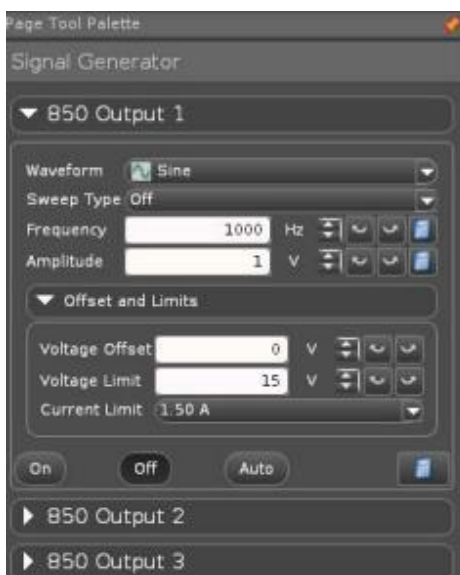 Page Tool Palette
Signal Generator
850 Output 1
Waveform Sine
Sweep Type Off
Frequency 1000 Hz
Amplitude 1 V
Offset and Limits
Voltage Offset 0 V
Voltage Limit 15 V
Current Limit 1.50 A
On Off Auto
850 Output 2
850 Output 3